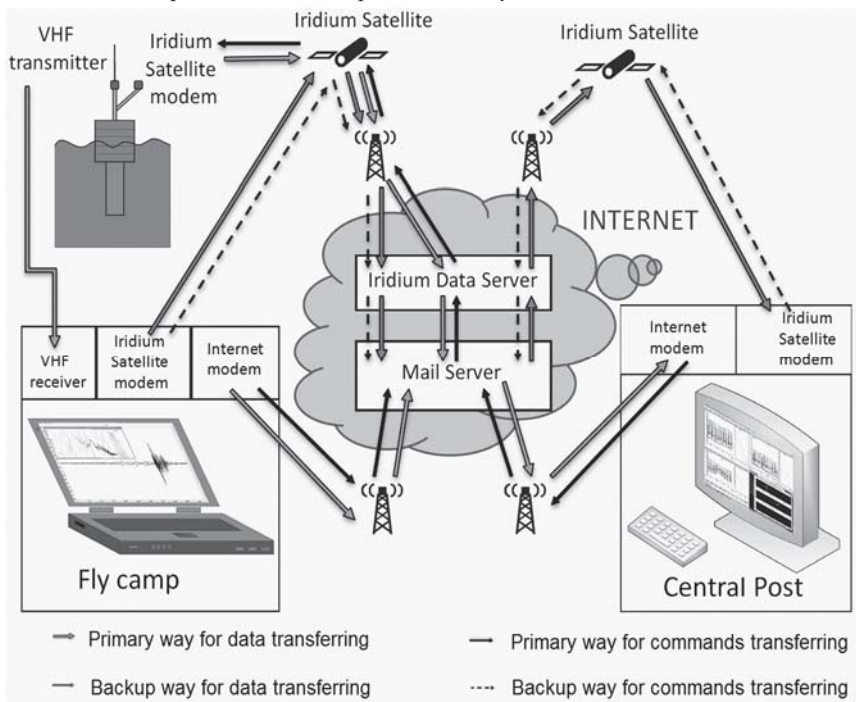 VHF
transmitter
Iridium
Satellite
modem
Iridium Satellite
Iridium Satellite
INTERNET
Iridium Data Server
Mail Server
VHF
receiver
Iridium
Satellite
modem
Internet
modem
Internet
modem
Iridium
Satellite
modem
Fly camp
Central Post
Primary way for data transferring
Primary way for commands transferring
Backup way for data transferring
Backup way for commands transferring